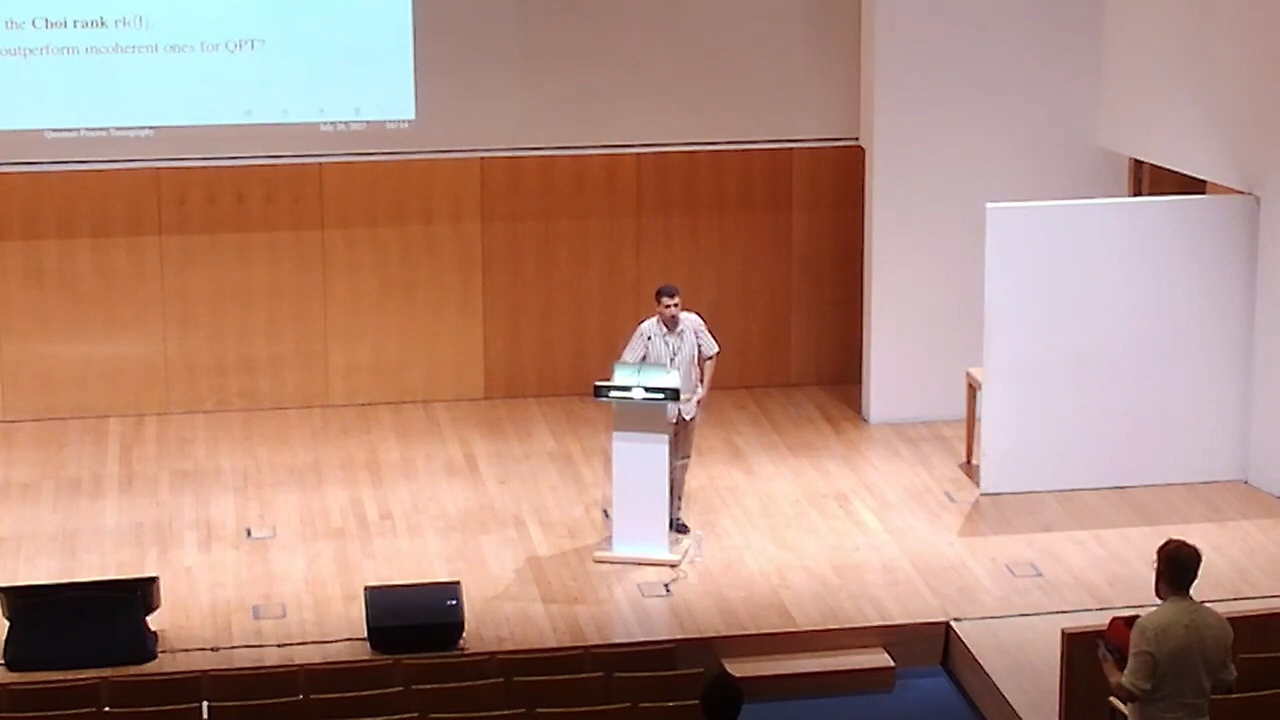 the Choi rank rk(J).
outperform incoherent ones for QPT?
Quantum Process Tomography